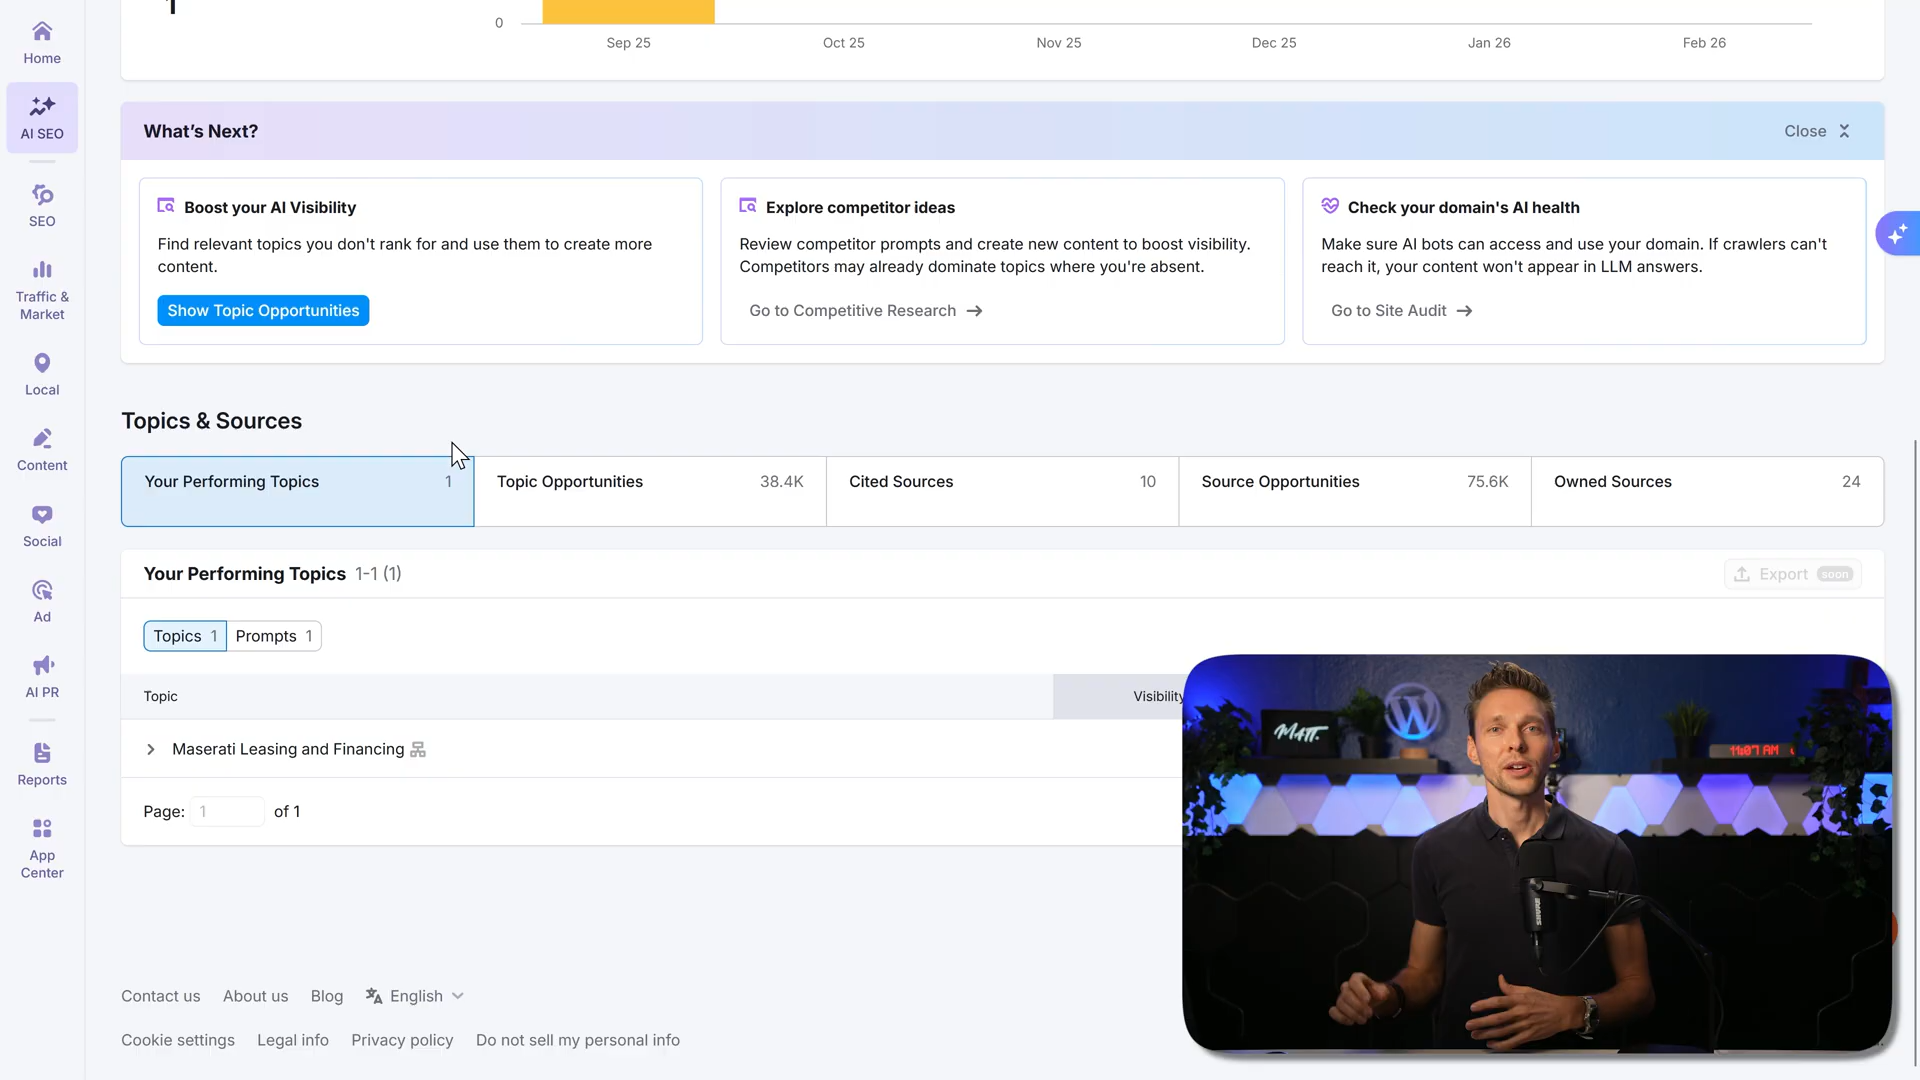 1
0
Sep 25
Oct 25
Nov 25
Dec 25
Jan 26
Feb 26
Home
AI SEO
SEO
Traffic &
Market
Local
Content
Social
Ad
AI PR
Reports
App
Center
What's Next?
Close
Boost your AI Visibility
Find relevant topics you don't rank for and use them to create more
content.
Show Topic Opportunities
Explore competitor ideas
Review competitor prompts and create new content to boost visibility.
Competitors may already dominate topics where you're absent.
Go to Competitive Research →
Check your domain's AI health
Make sure AI bots can access and use your domain. If crawlers can't
reach it, your content won't appear in LLM answers.
Go to Site Audit →
Topics & Sources
Your Performing Topics 1
Topic Opportunities 38.4K
Cited Sources 10
Source Opportunities 75.6K
Owned Sources 24
Your Performing Topics 1-1 (1)
Export soon
Topics 1
Prompts 1
Topic
Visibility
Maserati Leasing and Financing
Page: 1 of 1
MATT.
11:07 AM
SHURE
Contact us
About us
Blog
English
Cookie settings
Legal info
Privacy policy
Do not sell my personal info